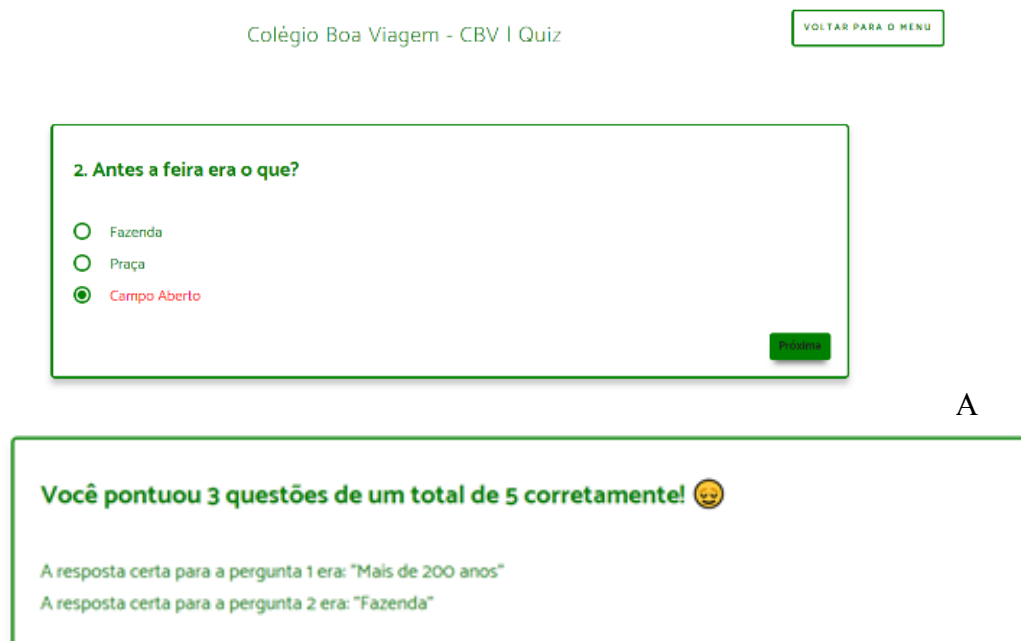 Colégio Boa Viagem - CBV | Quiz
VOLTAR PARA O MENU
2. Antes a feira era o que?
Fazenda
Praça
Campo Aberto
Próxima
A
Você pontuou 3 questões de um total de 5 corretamente! 😔
A resposta certa para a pergunta 1 era: "Mais de 200 anos"
A resposta certa para a pergunta 2 era: "Fazenda"